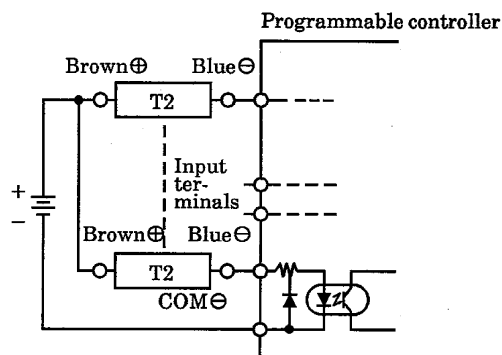 Programmable controller
Brown⊕ Blue⊖
T2
+
−
Input
ter-
minals
Brown⊕ Blue⊖
T2
COM⊖